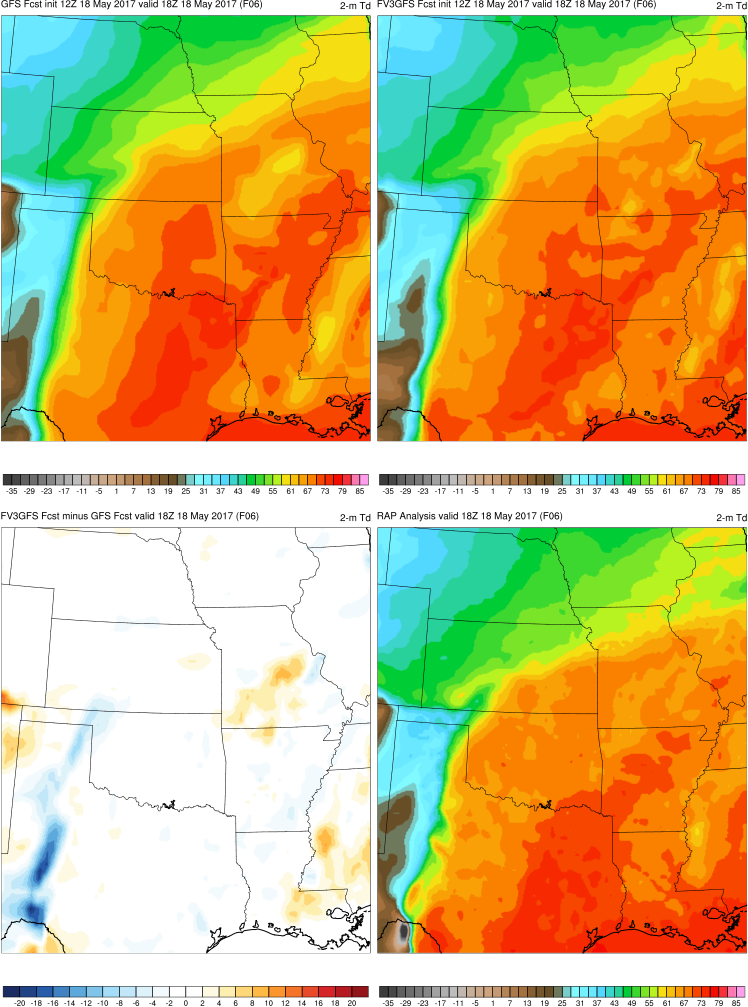 GFS Fcst init 12Z 18 May 2017 valid 18Z 18 May 2017 (F06) 2-m Td
FV3GFS Fcst init 12Z 18 May 2017 valid 18Z 18 May 2017 (F06) 2-m Td
-35 -29 -23 -17 -11 -5 1 7 13 19 25 31 37 43 49 55 61 67 73 79 85
-35 -29 -23 -17 -11 -5 1 7 13 19 25 31 37 43 49 55 61 67 73 79 85
FV3GFS Fcst minus GFS Fcst valid 18Z 18 May 2017 (F06) 2-m Td
RAP Analysis valid 18Z 18 May 2017 (F06) 2-m Td
-20 -18 -16 -14 -12 -10 -8 -6 -4 -2 0 2 4 6 8 10 12 14 16 18 20
-35 -29 -23 -17 -11 -5 1 7 13 19 25 31 37 43 49 55 61 67 73 79 85